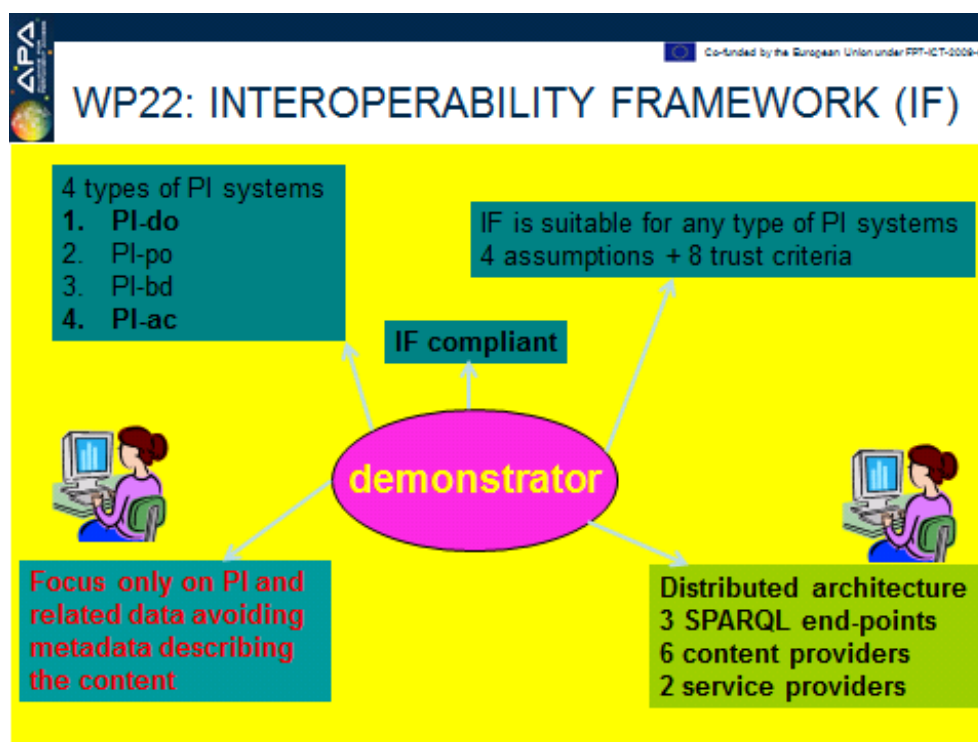 APA
Co-funded by the European Union under FP7-ICT-2009-
WP22: INTEROPERABILITY FRAMEWORK (IF)
4 types of PI systems
1. PI-do
2. PI-po
3. PI-bd
4. PI-ac
IF is suitable for any type of PI systems
4 assumptions + 8 trust criteria
IF compliant
demonstrator
Focus only on PI and
related data avoiding
metadata describing
the content
Distributed architecture
3 SPARQL end-points
6 content providers
2 service providers